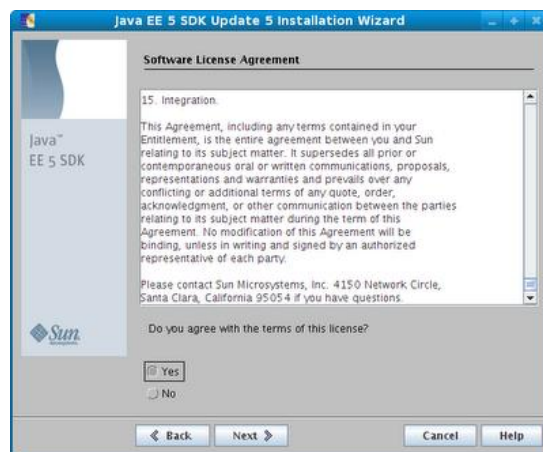 Java EE 5 SDK Update 5 Installation Wizard
Software License Agreement
Java™
EE 5 SDK
15. Integration.
This Agreement, including any terms contained in your
Entitlement, is the entire agreement between you and Sun
relating to its subject matter. It supersedes all prior or
contemporaneous oral or written communications, proposals,
representations and warranties and prevails over any
conflicting or additional terms of any quote, order,
acknowledgment, or other communication between the parties
relating to its subject matter during the term of this
Agreement. No modification of this Agreement will be
binding, unless in writing and signed by an authorized
representative of each party.
Please contact Sun Microsystems, Inc. 4150 Network Circle,
Santa Clara, California 95054 if you have questions.
Sun
Do you agree with the terms of this license?
Yes
No
Back
Next
Cancel
Help